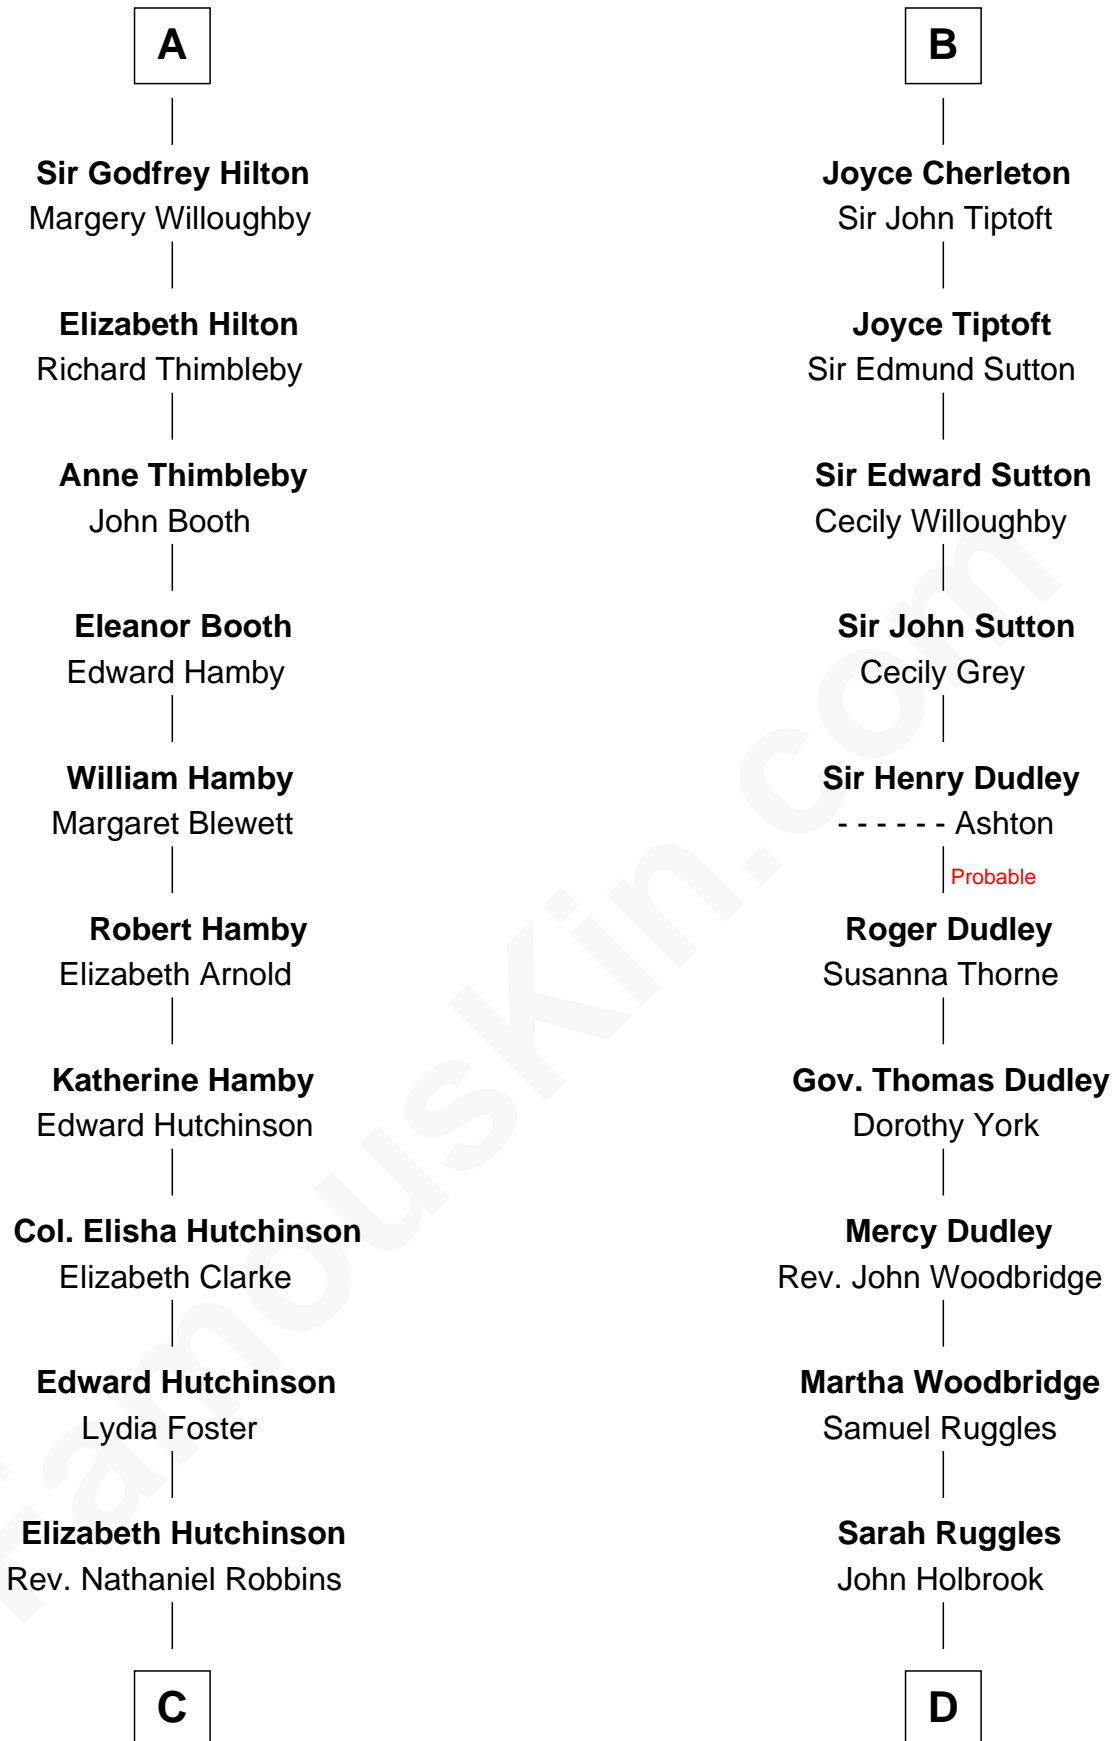 A
Sir Godfrey Hilton
Margery Willoughby
Elizabeth Hilton
Richard Thimbleby
Anne Thimbleby
John Booth
Eleanor Booth
Edward Hamby
William Hamby
Margaret Blewett
Robert Hamby
Elizabeth Arnold
Katherine Hamby
Edward Hutchinson
Col. Elisha Hutchinson
Elizabeth Clarke
Edward Hutchinson
Lydia Foster
Elizabeth Hutchinson
Rev. Nathaniel Robbins
C
B
Joyce Cherleton
Sir John Tiptoft
Joyce Tiptoft
Sir Edmund Sutton
Sir Edward Sutton
Cecily Willoughby
Sir John Sutton
Cecily Grey
Sir Henry Dudley
- - - - - - Ashton
Probable
Roger Dudley
Susanna Thorne
Gov. Thomas Dudley
Dorothy York
Mercy Dudley
Rev. John Woodbridge
Martha Woodbridge
Samuel Ruggles
Sarah Ruggles
John Holbrook
D
FamousKin.com